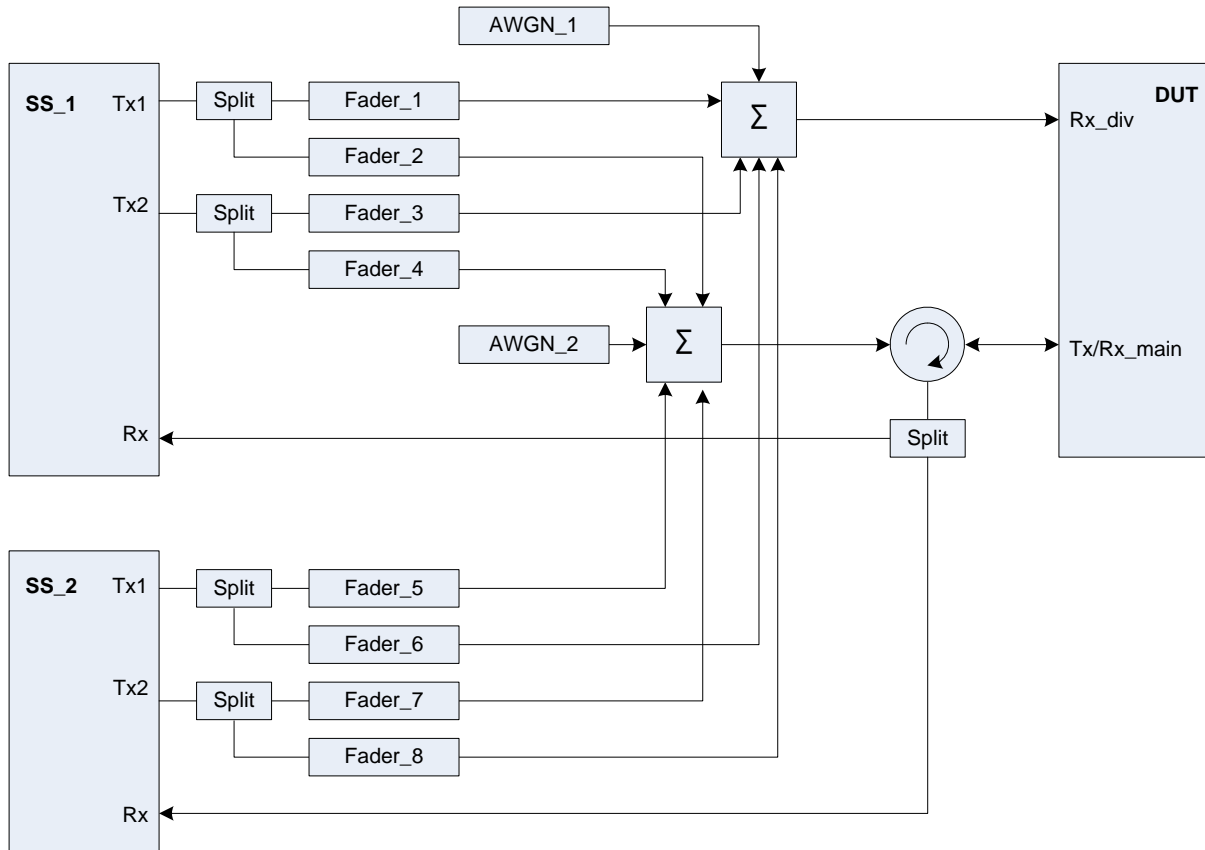 AWGN_1
SS_1
Tx1
Split
Fader_1
Σ
DUT
Rx_div
Fader_2
Tx2
Split
Fader_3
Fader_4
AWGN_2
Σ
Tx/Rx_main
Rx
Split
SS_2
Tx1
Split
Fader_5
Fader_6
Tx2
Split
Fader_7
Fader_8
Rx